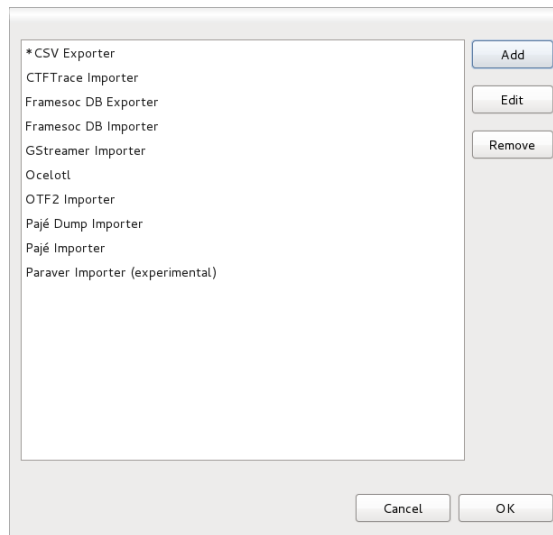 *CSV Exporter
CTFTrace Importer
Framesoc DB Exporter
Framesoc DB Importer
GStreamer Importer
Ocelotl
OTF2 Importer
Pajé Dump Importer
Pajé Importer
Paraver Importer (experimental)
Add
Edit
Remove
Cancel
OK